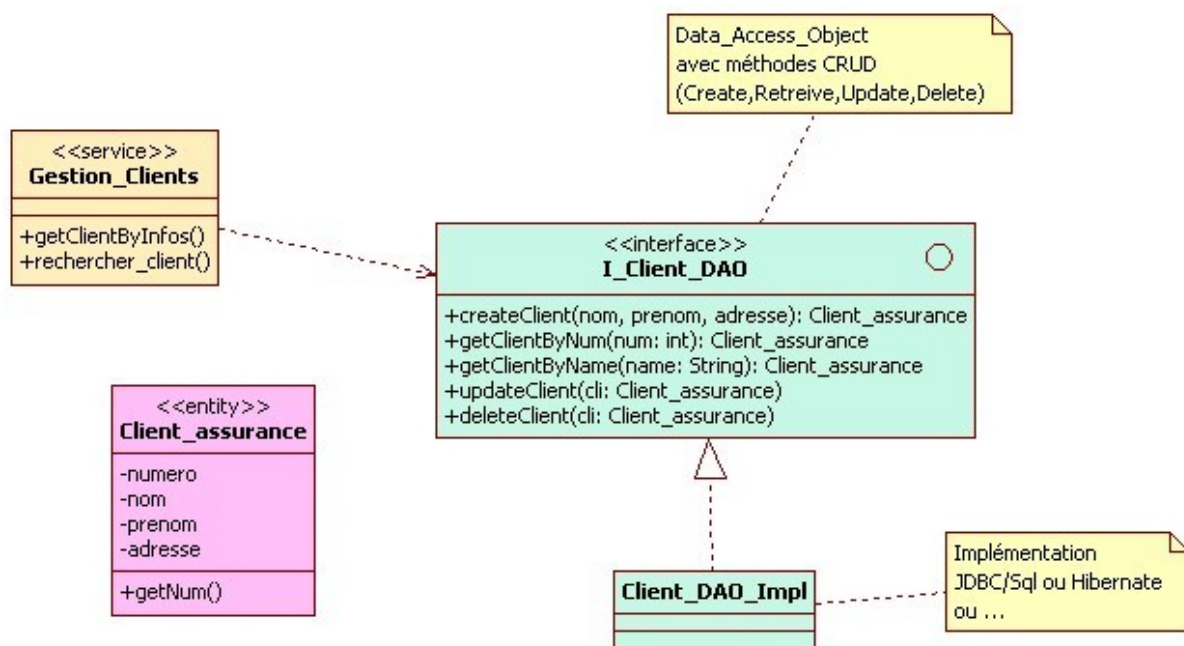 Data_Access_Object
avec méthodes CRUD
(Create,Retreive,Update,Delete)
<<service>>
Gestion_Clients
+getClientByInfos()
+rechercher_client()
<<interface>>
I_Client_DAO
+createClient(nom, prenom, adresse): Client_assurance
+getClientByNum(num: int): Client_assurance
+getClientByName(name: String): Client_assurance
+updateClient(cli: Client_assurance)
+deleteClient(cli: Client_assurance)
<<entity>>
Client_assurance
-numero
-nom
-prenom
-adresse
+getNum()
Client_DAO_Impl
Implémentation
JDBC/Sql ou Hibernate
ou ...